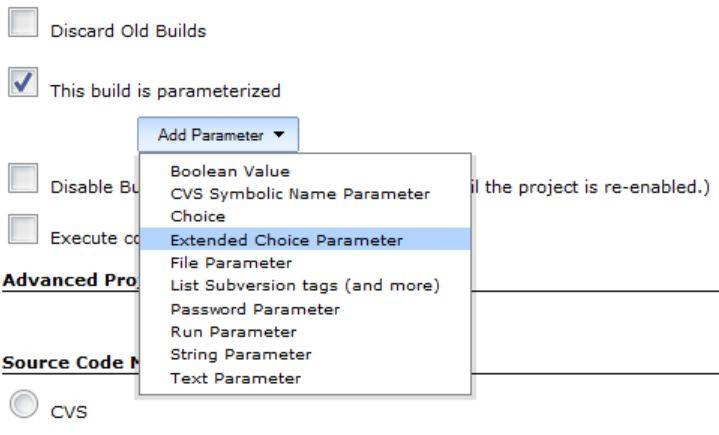 Discard Old Builds
This build is parameterized
Add Parameter
Boolean Value
CVS Symbolic Name Parameter
Disable Bu
il the project is re-enabled.)
Choice
Execute co
Extended Choice Parameter
File Parameter
Advanced Pro
List Subversion tags (and more)
Password Parameter
Run Parameter
String Parameter
Source Code M
Text Parameter
CVS